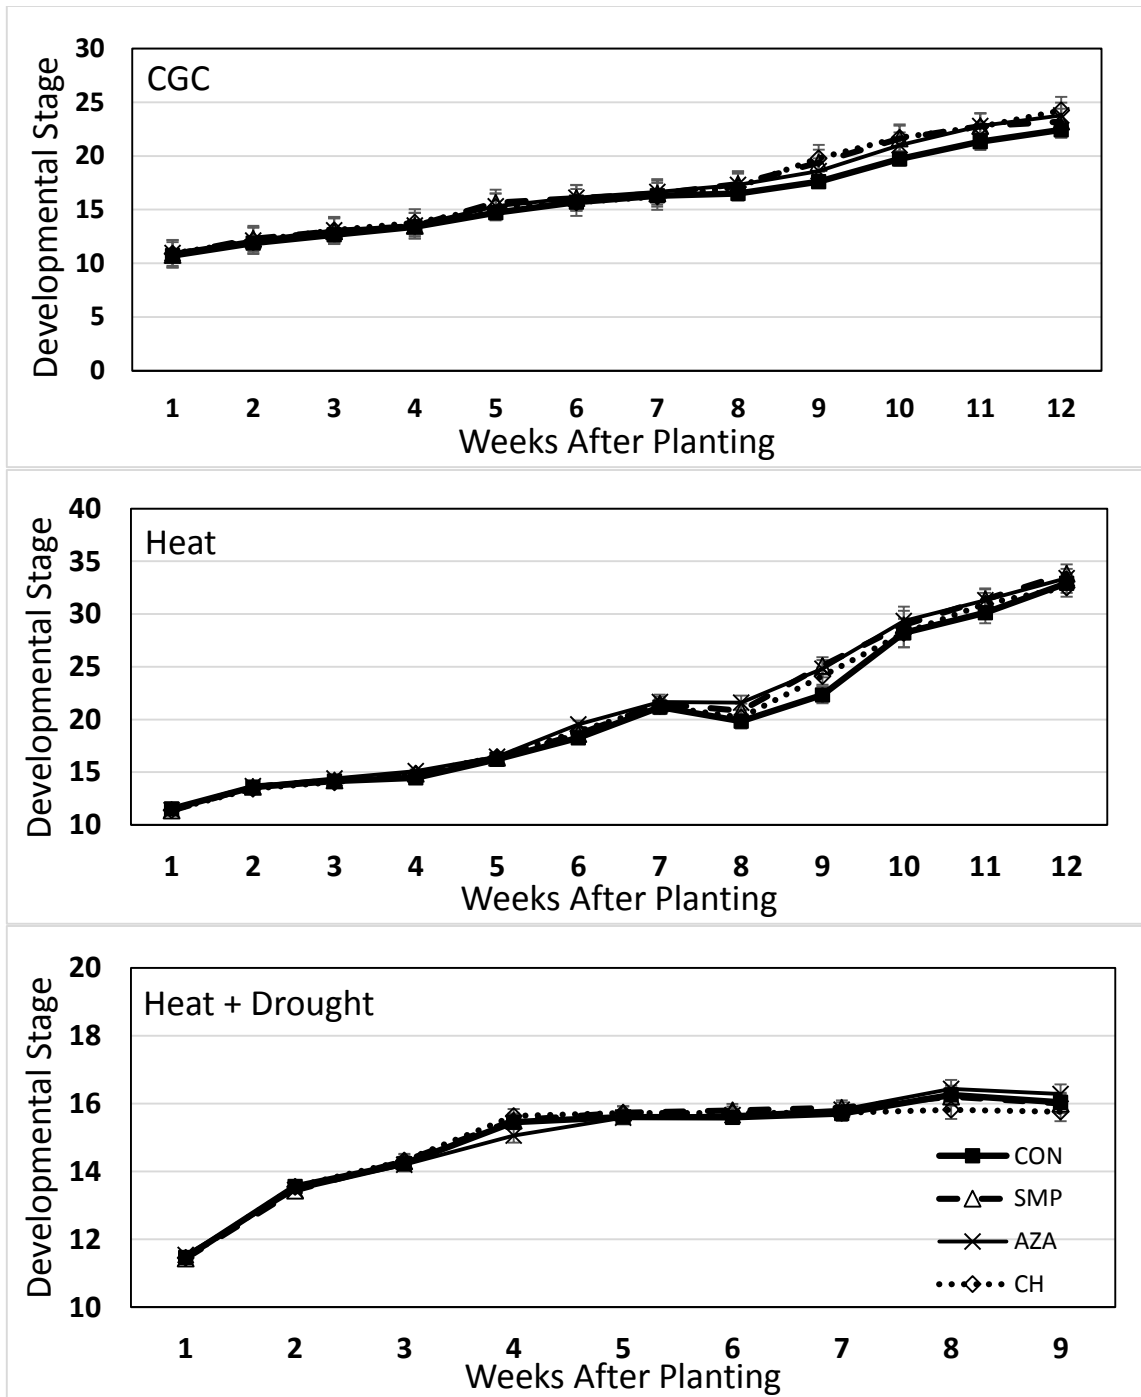 CGC
Developmental Stage
30
25
20
15
10
5
0
1 2 3 4 5 6 7 8 9 10 11 12
Weeks After Planting
Heat
Developmental Stage
40
35
30
25
20
15
10
1 2 3 4 5 6 7 8 9 10 11 12
Weeks After Planting
Heat + Drought
Developmental Stage
20
18
16
14
12
10
CON
SMP
AZA
CH
1 2 3 4 5 6 7 8 9
Weeks After Planting